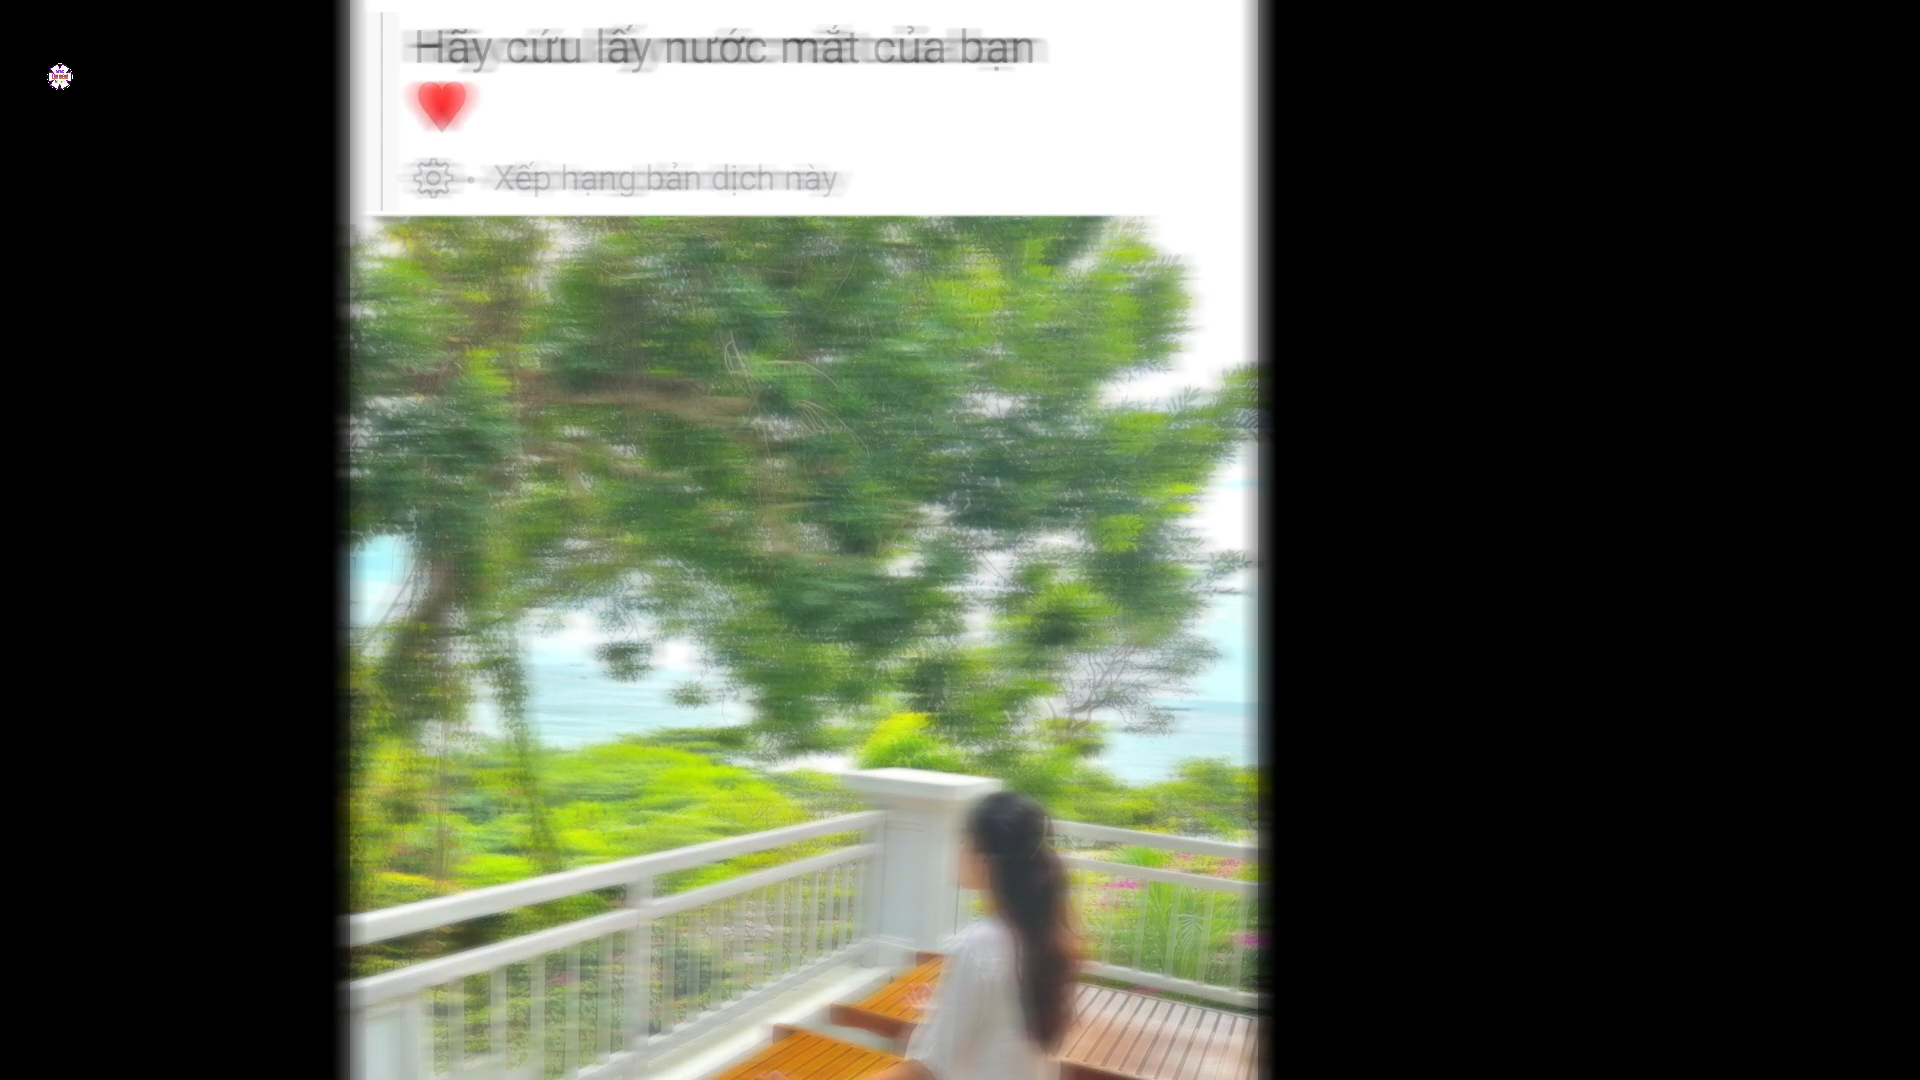 Hãy cứu lấy nước mắt của bạn
Xếp hạng bản dịch này